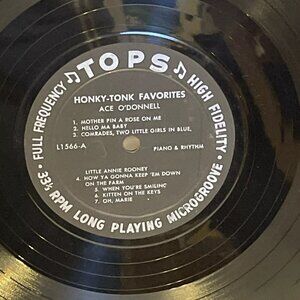 TOPS
FULL FREQUENCY
HIGH FIDELITY
HONKY-TONK FAVORITES
ACE O'DONNELL
1. MOTHER PIN A ROSE ON ME
2. HELLO MA BABY
3. COMRADES, TWO LITTLE GIRLS IN BLUE,
L1566-A PIANO & RHYTHM
LITTLE ANNIE ROONEY
4. HOW YA GONNA KEEP 'EM DOWN
ON THE FARM
5. WHEN YOU'RE SMILING
6. KITTEN ON THE KEYS
7. OH, MARIE
33⅓ RPM LONG PLAYING MICROGROOVE